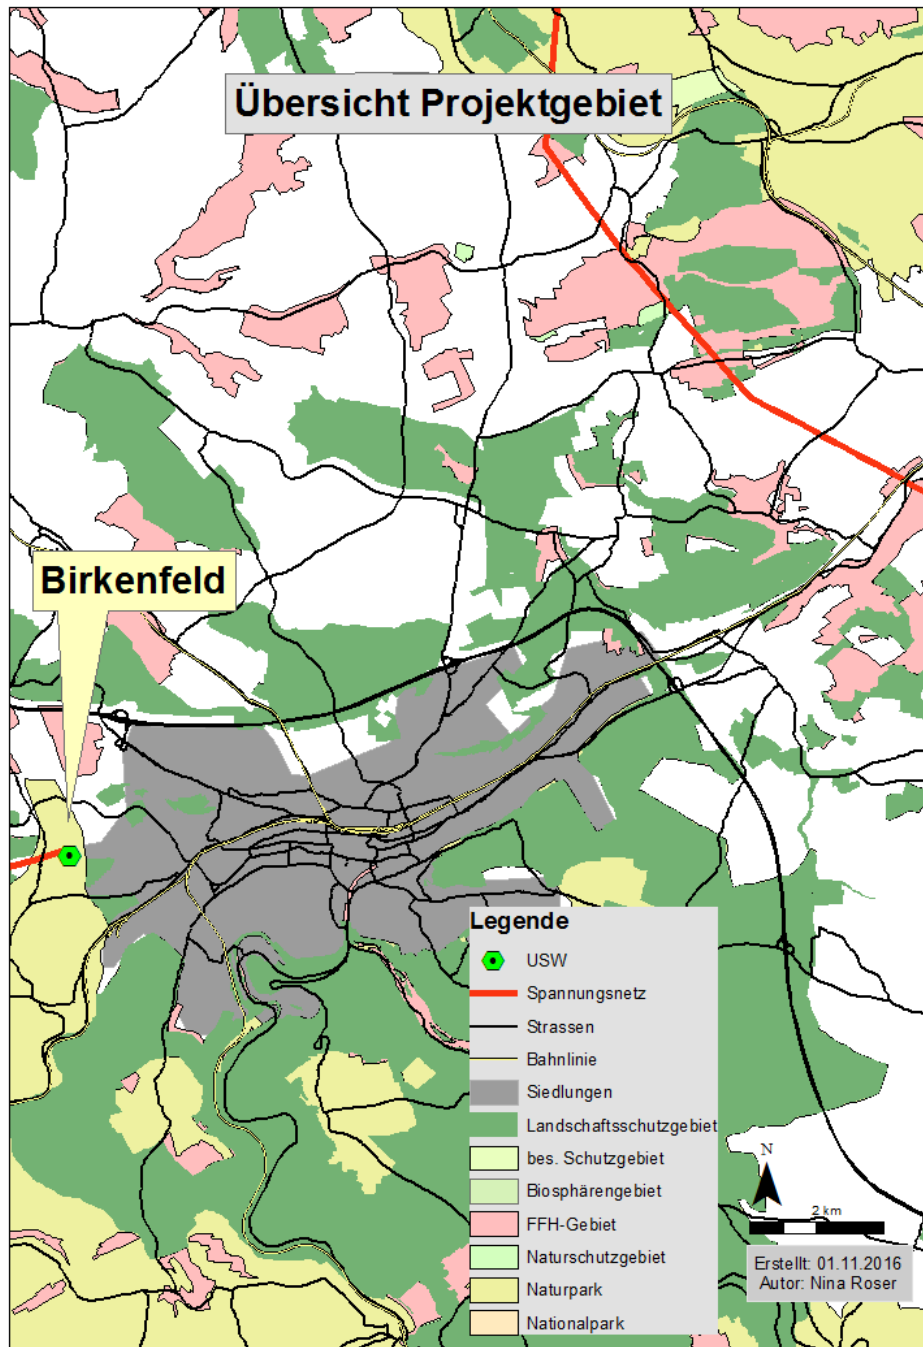 Übersicht Projektgebiet
Birkenfeld
Legende
USW
Spannungsnetz
Strassen
Bahnlinie
Siedlungen
Landschaftsschutzgebiet
bes. Schutzgebiet
Biosphärengebiet
FFH-Gebiet
Naturschutzgebiet
Naturpark
Nationalpark
N
2 km
Erstellt: 01.11.2016
Autor: Nina Roser